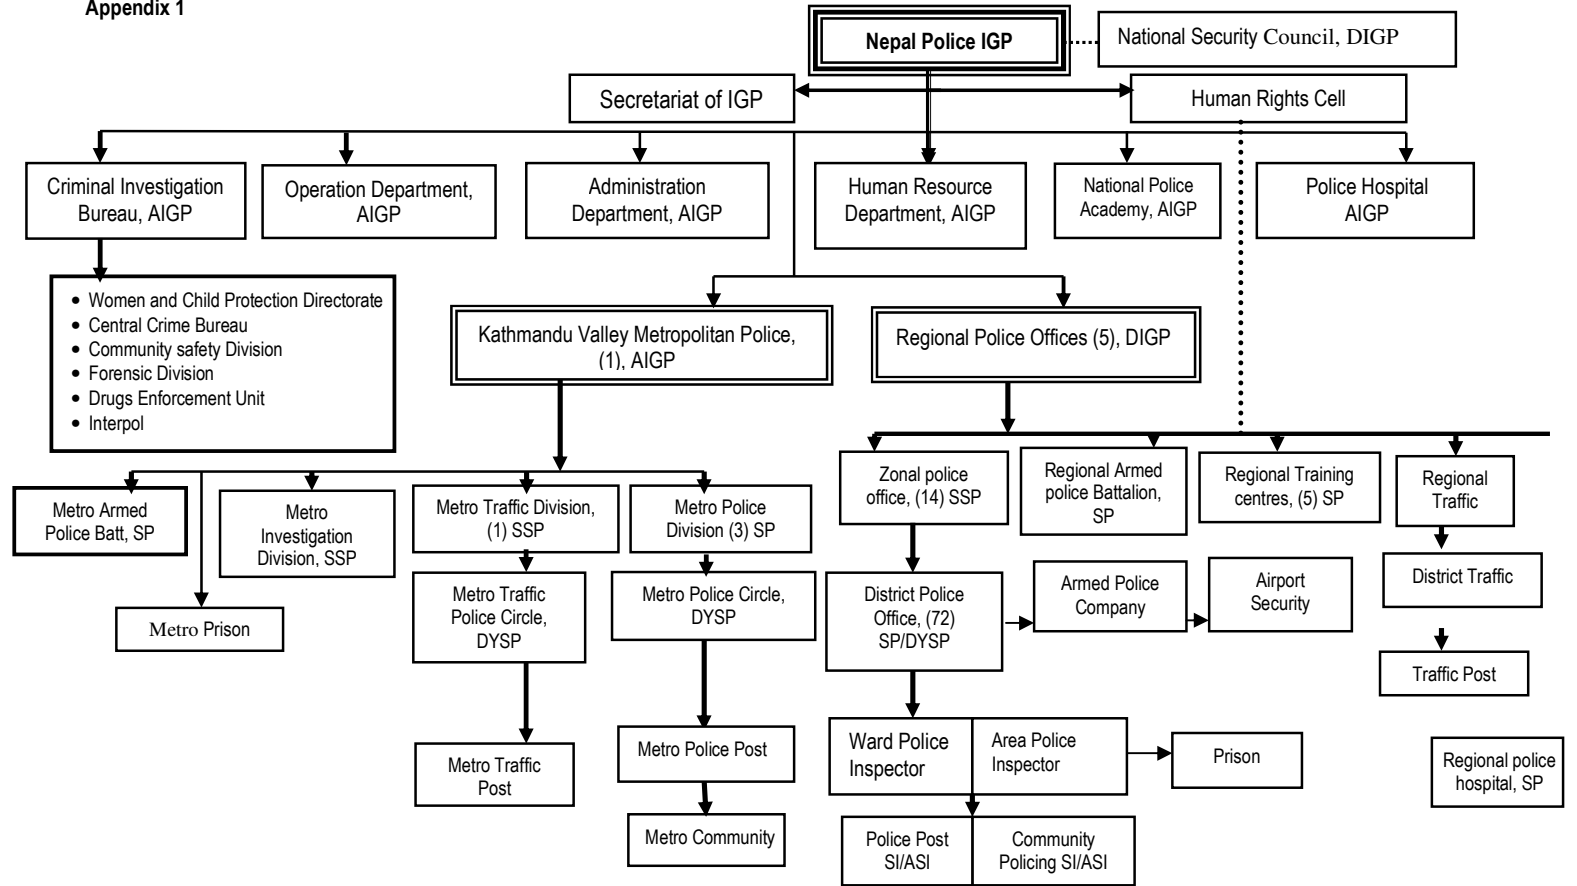 Appendix 1
Nepal Police IGP
National Security Council, DIGP
Secretariat of IGP
Human Rights Cell
Criminal Investigation
Bureau, AIGP
Operation Department,
AIGP
Administration
Department, AIGP
Human Resource
Department, AIGP
National Police
Academy, AIGP
Police Hospital
AIGP
• Women and Child Protection Directorate
• Central Crime Bureau
• Community safety Division
• Forensic Division
• Drugs Enforcement Unit
• Interpol
Kathmandu Valley Metropolitan Police,
(1), AIGP
Regional Police Offices (5), DIGP
Metro Armed
Police Batt, SP
Metro
Investigation
Division, SSP
Metro Traffic Division,
(1) SSP
Metro Police
Division (3) SP
Zonal police
office, (14) SSP
Regional Armed
police Battalion,
SP
Regional Training
centres, (5) SP
Regional
Traffic
Metro Prison
Metro Traffic
Police Circle,
DYSP
Metro Police Circle,
DYSP
District Police
Office, (72)
SP/DYSP
Armed Police
Company
Airport
Security
District Traffic
Traffic Post
Metro Traffic
Post
Metro Police Post
Ward Police
Inspector
Area Police
Inspector
Prison
Regional police
hospital, SP
Metro Community
Police Post
SI/ASI
Community
Policing SI/ASI